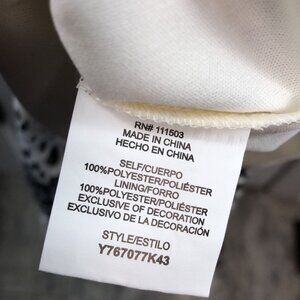 RN# 111503
MADE IN CHINA
HECHO EN CHINA
SELF/CUERPO
100%POLYESTER/POLIÉSTER
LINING/FORRO
100%POLYESTER/POLIÉSTER
EXCLUSIVE OF DECORATION
EXCLUSIVO DE LA DECORACIÓN
STYLE/ESTILO
Y767077K43